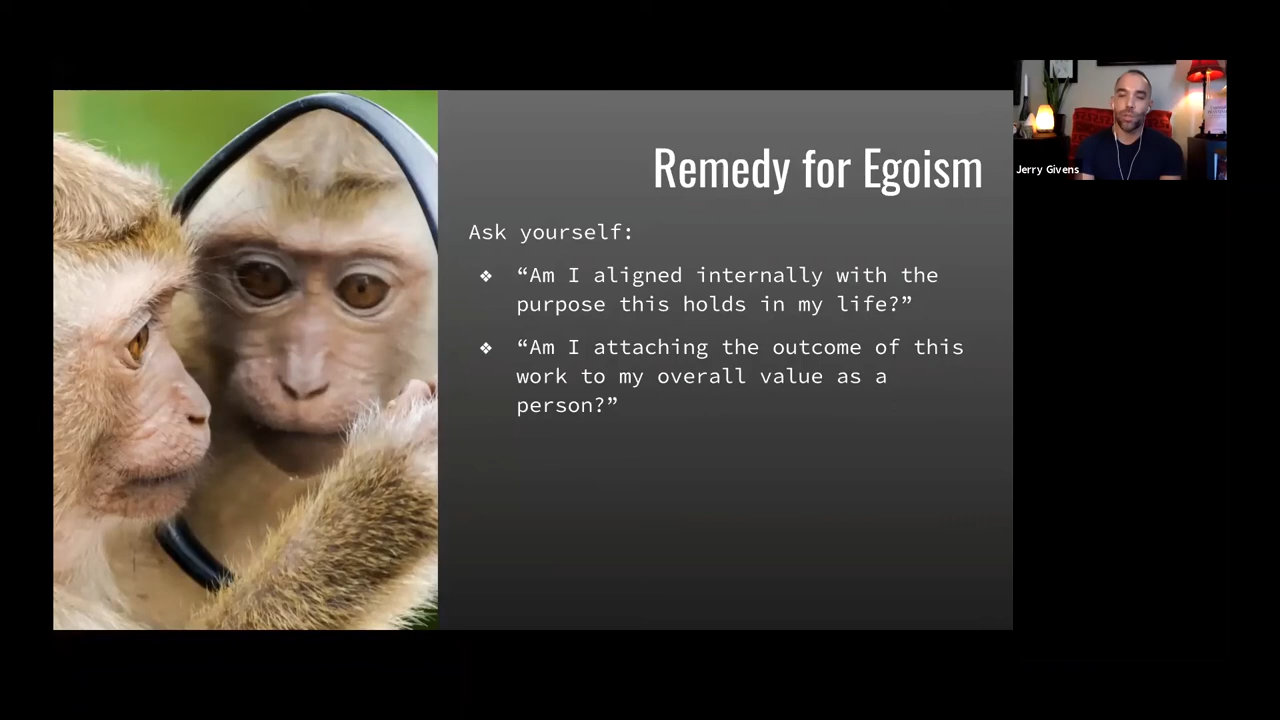 Remedy for Egoism
Ask yourself:
❖ “Am I aligned internally with the
purpose this holds in my life?”
❖ “Am I attaching the outcome of this
work to my overall value as a
person?”
Jerry Givens